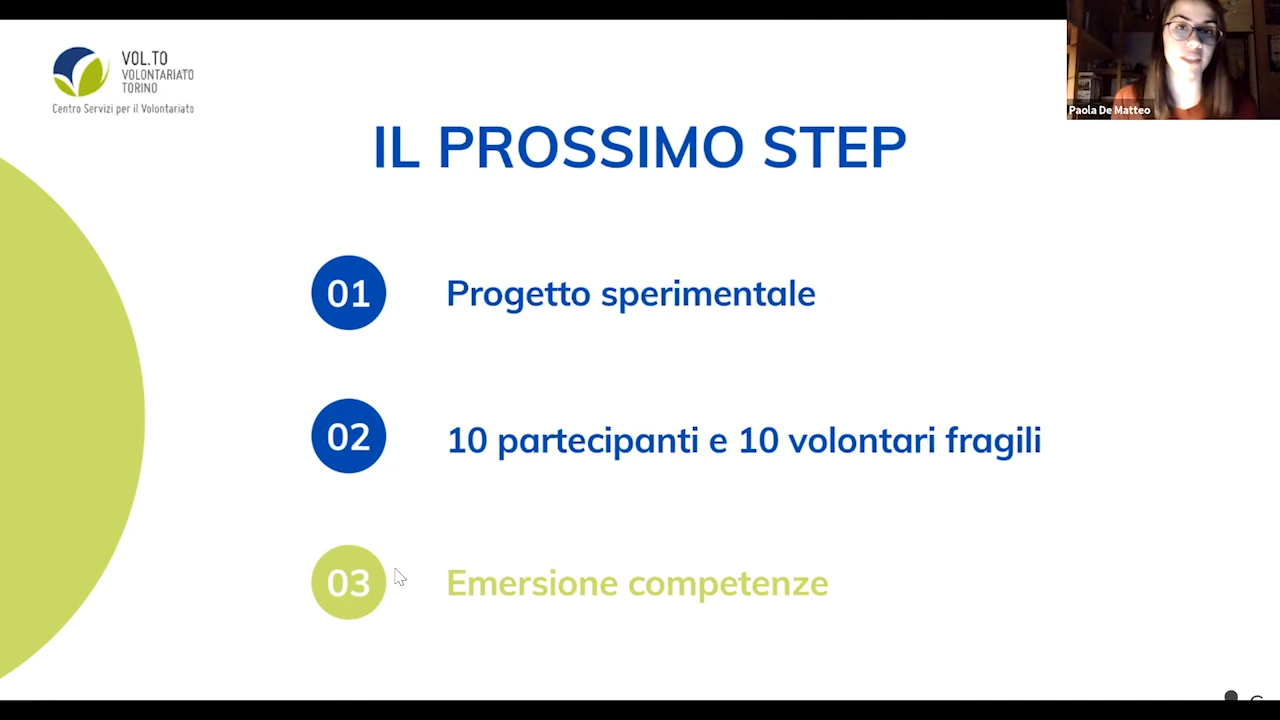 VOL.TO
VOLONTARIATO
TORINO
Centro Servizi per il Volontariato
Paola De Matteo
IL PROSSIMO STEP
01 Progetto sperimentale
02 10 partecipanti e 10 volontari fragili
03 Emersione competenze